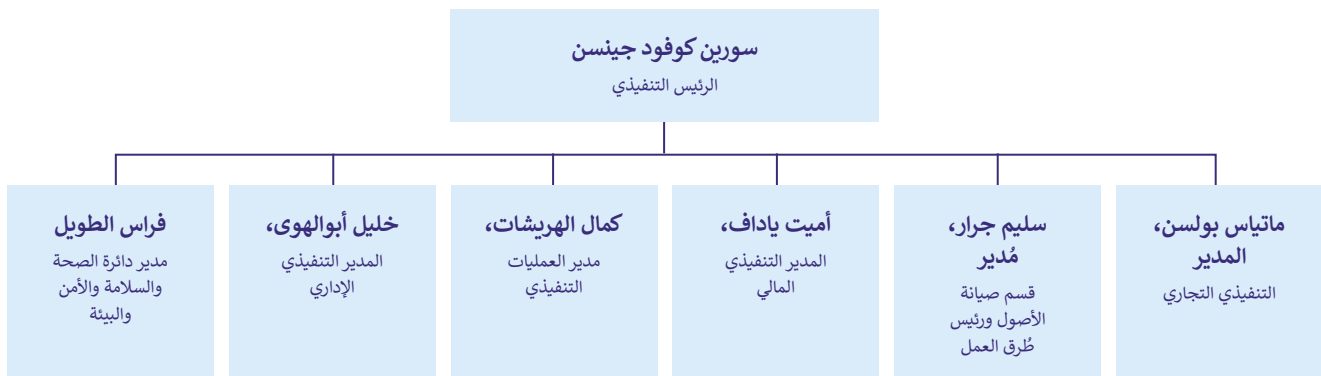 سورين كوفود جينسن
الرئيس التنفيذي
ماتياس بولسن،
المدير
التنفيذي التجاري
سليم جرار،
مُدير
قسم صيانة
الأصول ورئيس
طُرق العمل
أميت ياداف،
المدير التنفيذي
المالي
كمال الهريشات،
مدير العمليات
التنفيذي
خليل أبوالهوى،
المدير التنفيذي
الإداري
فراس الطويل
مدير دائرة الصحة
والسلامة والأمن
والبيئة